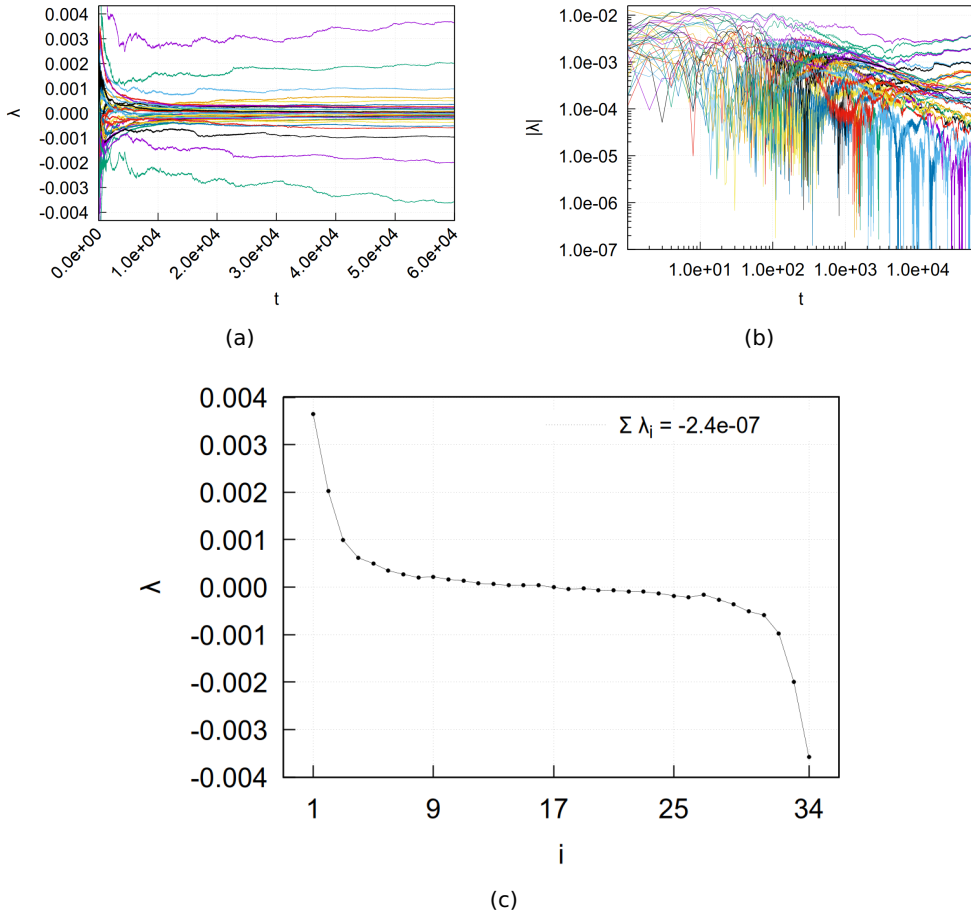 0.004
0.003
0.002
0.001
0.000
-0.001
-0.002
-0.003
-0.004
λ
0.0e+00
1.0e+04
2.0e+04
3.0e+04
4.0e+04
5.0e+04
6.0e+04
t
(a)
1.0e-02
1.0e-03
1.0e-04
1.0e-05
1.0e-06
1.0e-07
|λ|
1.0e+01
1.0e+02
1.0e+03
1.0e+04
t
(b)
0.004
0.003
0.002
0.001
0.000
-0.001
-0.002
-0.003
-0.004
λ
Σ λi = -2.4e-07
1
9
17
25
34
i
(c)